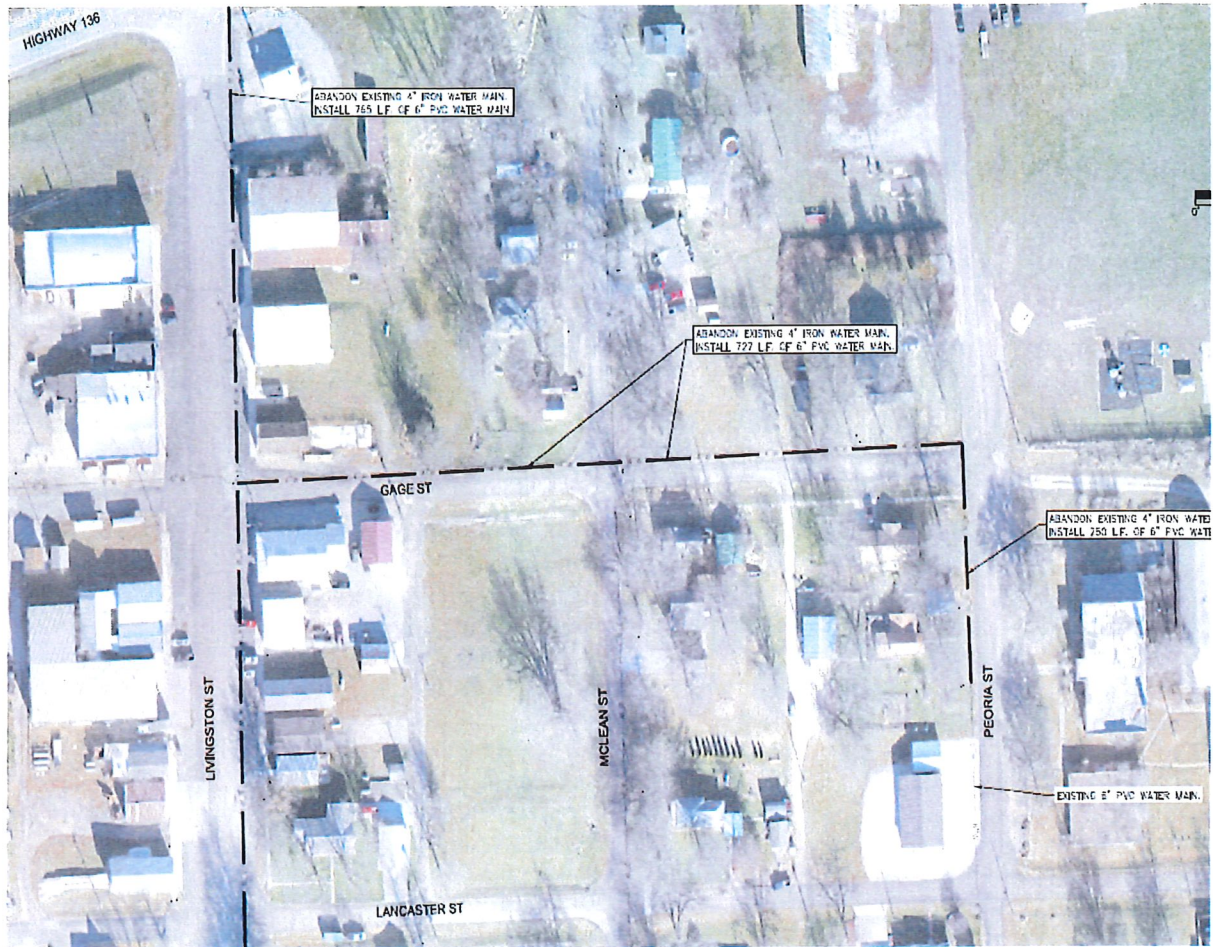 HIGHWAY 136
ABANDON EXISTING 4" IRON WATER MAIN.
INSTALL 765 L.F. OF 6" PVC WATER MAIN
0'
ABANDON EXISTING 4" IRON WATER MAIN.
INSTALL 727 L.F. OF 6" PVC WATER MAIN.
GAGE ST
ABANDON EXISTING 4" IRON WATE
INSTALL 250 L.F. OF 6" PVC WATE
LIVINGSTON ST
MCLEAN ST
PEORIA ST
EXISTING 6" PVC WATER MAIN.
LANCASTER ST